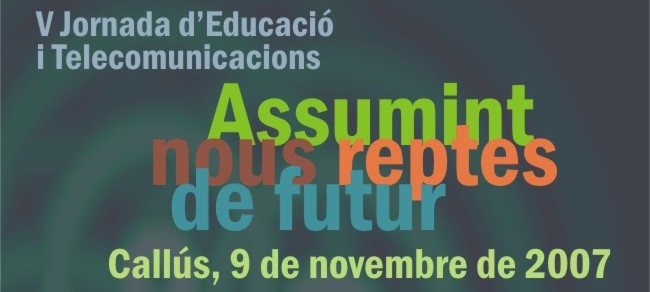 V Jornada d'Educació
i Telecomunicacions
Assumint
nous reptes
de futur
Callús, 9 de novembre de 2007